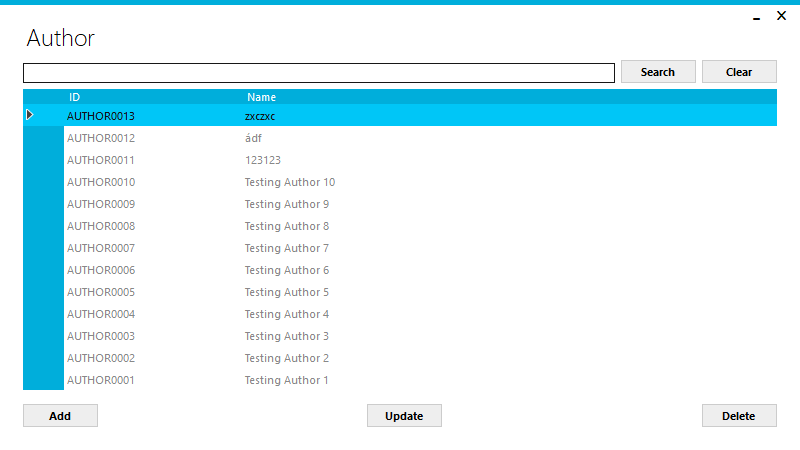 Author
Search Clear
ID Name
AUTHOR0013 zxczxc
AUTHOR0012 ádf
AUTHOR0011 123123
AUTHOR0010 Testing Author 10
AUTHOR0009 Testing Author 9
AUTHOR0008 Testing Author 8
AUTHOR0007 Testing Author 7
AUTHOR0006 Testing Author 6
AUTHOR0005 Testing Author 5
AUTHOR0004 Testing Author 4
AUTHOR0003 Testing Author 3
AUTHOR0002 Testing Author 2
AUTHOR0001 Testing Author 1
Add Update Delete